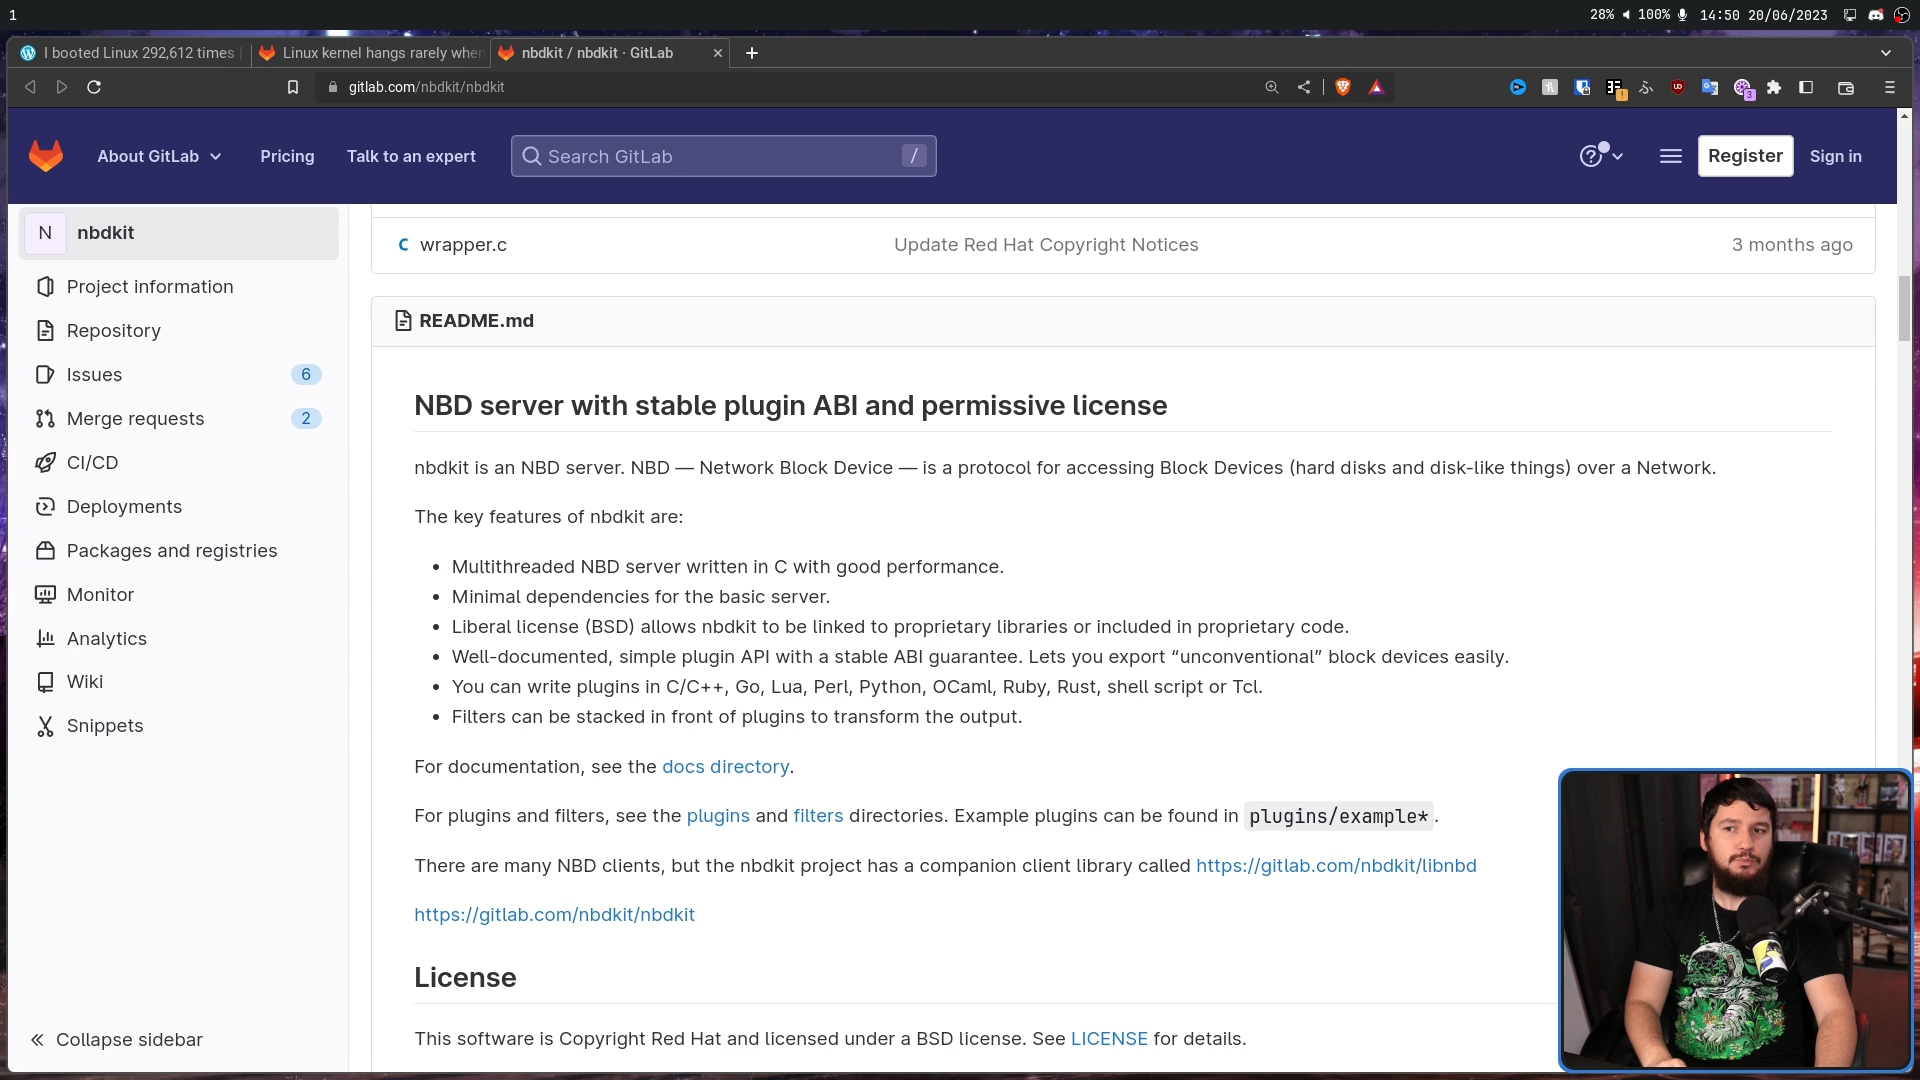 1
28% 100% 14:50 20/06/2023
I booted Linux 292,612 times
Linux kernel hangs rarely when
nbdkit / nbdkit · GitLab
gitlab.com/nbdkit/nbdkit
About GitLab
Pricing
Talk to an expert
Search GitLab
/
Register
Sign in
N
nbdkit
Project information
Repository
Issues 6
Merge requests 2
CI/CD
Deployments
Packages and registries
Monitor
Analytics
Wiki
Snippets
Collapse sidebar
C wrapper.c Update Red Hat Copyright Notices 3 months ago
README.md
NBD server with stable plugin ABI and permissive license
nbdkit is an NBD server. NBD — Network Block Device — is a protocol for accessing Block Devices (hard disks and disk-like things) over a Network.
The key features of nbdkit are:
• Multithreaded NBD server written in C with good performance.
• Minimal dependencies for the basic server.
• Liberal license (BSD) allows nbdkit to be linked to proprietary libraries or included in proprietary code.
• Well-documented, simple plugin API with a stable ABI guarantee. Lets you export “unconventional” block devices easily.
• You can write plugins in C/C++, Go, Lua, Perl, Python, OCaml, Ruby, Rust, shell script or Tcl.
• Filters can be stacked in front of plugins to transform the output.
For documentation, see the docs directory.
For plugins and filters, see the plugins and filters directories. Example plugins can be found in plugins/example*.
There are many NBD clients, but the nbdkit project has a companion client library called https://gitlab.com/nbdkit/libnbd
https://gitlab.com/nbdkit/nbdkit
License
This software is Copyright Red Hat and licensed under a BSD license. See LICENSE for details.